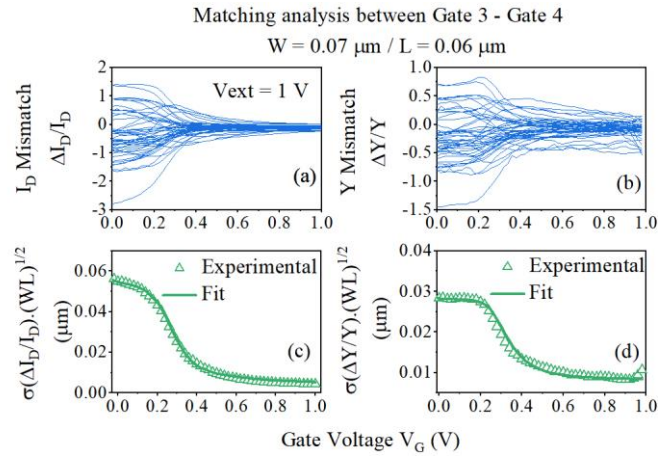 Matching analysis between Gate 3 - Gate 4
W = 0.07 μm / L = 0.06 μm
I_D Mismatch
ΔI_D/I_D
2
1
0
-1
-2
-3
Vext = 1 V
(a)
0.0 0.2 0.4 0.6 0.8 1.0
Y Mismatch
ΔY/Y
1.0
0.5
0.0
-0.5
-1.0
-1.5
(b)
0.0 0.2 0.4 0.6 0.8 1.0
σ(ΔI_D/I_D).(WL)^1/2
(μm)
0.06
0.04
0.02
0.00
Experimental
Fit
(c)
0.0 0.2 0.4 0.6 0.8 1.0
σ(ΔY/Y).(WL)^1/2
(μm)
0.04
0.03
0.02
0.01
Experimental
Fit
(d)
0.0 0.2 0.4 0.6 0.8 1.0
Gate Voltage V_G (V)